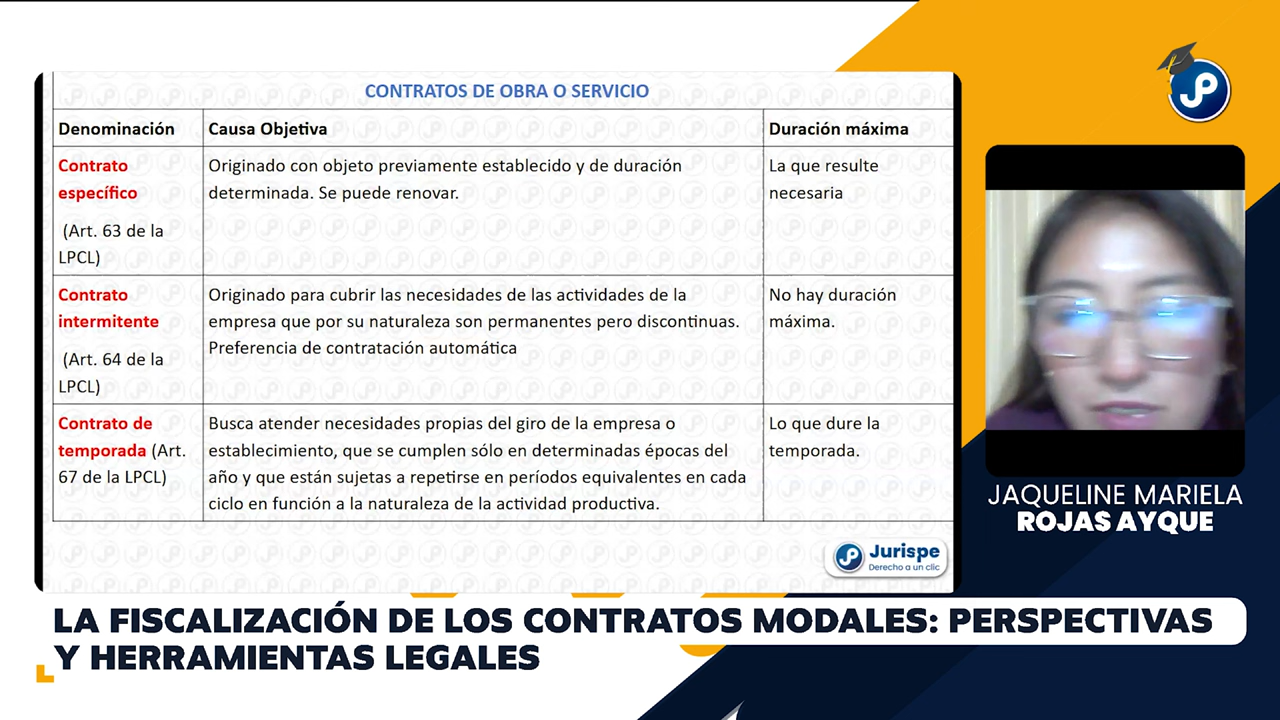 CONTRATOS DE OBRA O SERVICIO
Denominación
Causa Objetiva
Duración máxima
Contrato
específico
(Art. 63 de la
LPCL)
Originado con objeto previamente establecido y de duración
determinada. Se puede renovar.
La que resulte
necesaria
Contrato
intermitente
(Art. 64 de la
LPCL)
Originado para cubrir las necesidades de las actividades de la
empresa que por su naturaleza son permanentes pero discontinuas.
Preferencia de contratación automática
No hay duración
máxima.
Contrato de
temporada (Art.
67 de la LPCL)
Busca atender necesidades propias del giro de la empresa o
establecimiento, que se cumplen sólo en determinadas épocas del
año y que están sujetas a repetirse en períodos equivalentes en cada
ciclo en función a la naturaleza de la actividad productiva.
Lo que dure la
temporada.
JP
Jurispe
Derecho a un clic
JP
JAQUELINE MARIELA
ROJAS AYQUE
LA FISCALIZACIÓN DE LOS CONTRATOS MODALES: PERSPECTIVAS
Y HERRAMIENTAS LEGALES